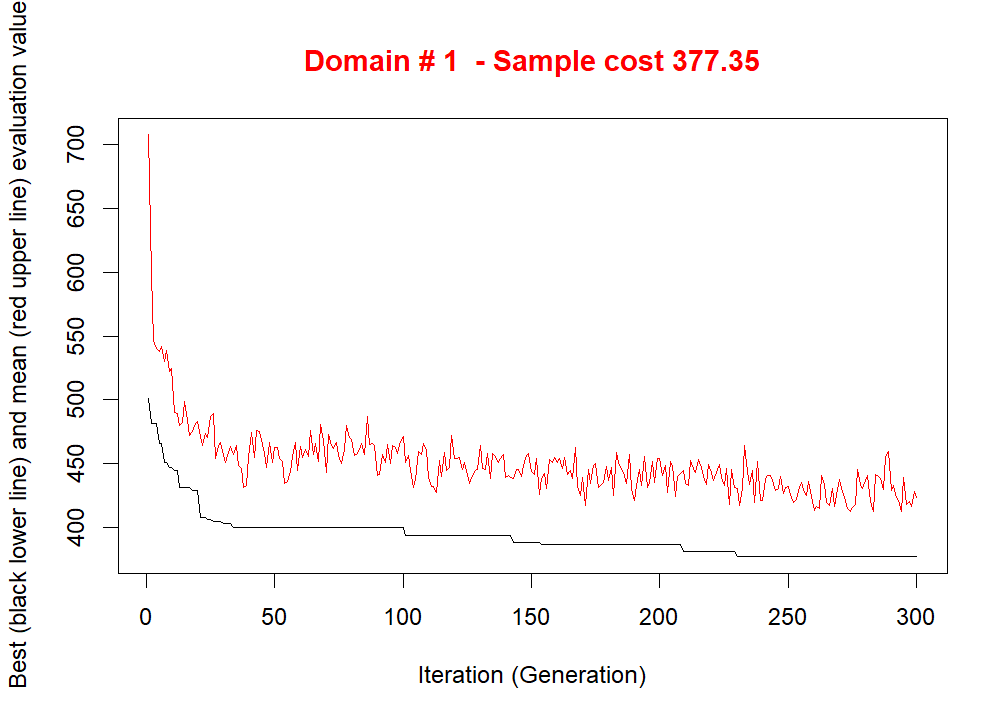 Domain # 1  - Sample cost 377.35
Best (black lower line) and mean (red upper line) evaluation value
700
650
600
550
500
450
400
0 50 100 150 200 250 300
Iteration (Generation)